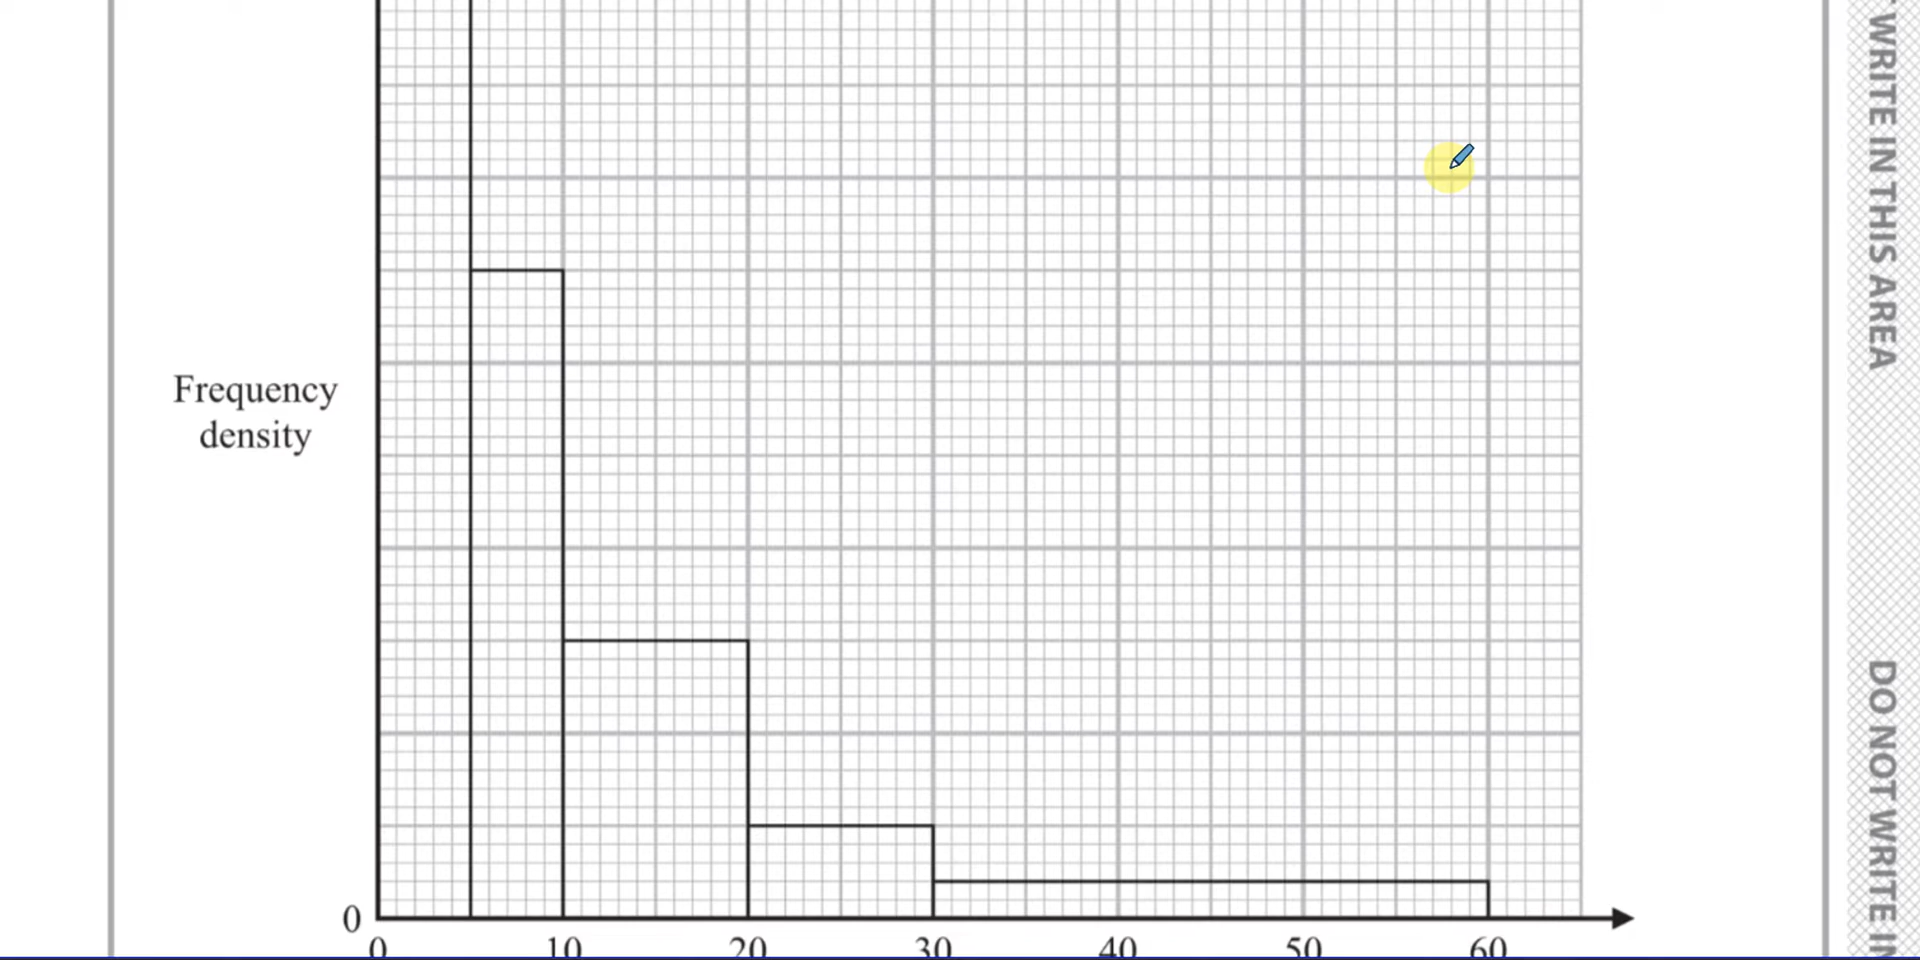 Frequency
density
0
0 10 20 30 40 50 60
WRITE IN THIS AREA
DO NOT WRITE IN